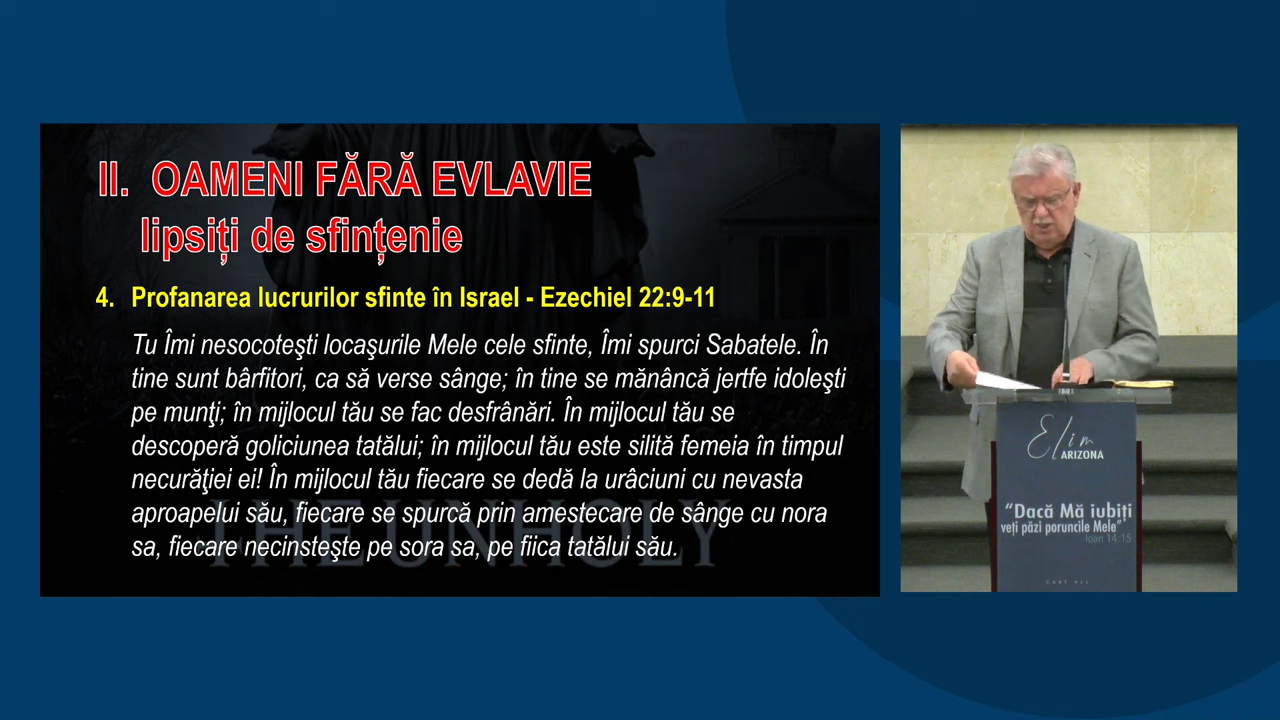 II. OAMENI FĂRĂ EVLAVIE
lipsiți de sfințenie
4. Profanarea lucrurilor sfinte în Israel - Ezechiel 22:9-11
Tu Îmi nesocoteşti locaşurile Mele cele sfinte, Îmi spurci Sabatele. În
tine sunt bârfitori, ca să verse sânge; în tine se mănâncă jertfe idoleşti
pe munţi; în mijlocul tău se fac desfrânări. În mijlocul tău se
descoperă goliciunea tatălui; în mijlocul tău este silită femeia în timpul
necurăţiei ei! În mijlocul tău fiecare se dedă la urâciuni cu nevasta
aproapelui său, fiecare se spurcă prin amestecare de sânge cu nora
sa, fiecare necinsteşte pe sora sa, pe fiica tatălui său.
THE UNHOLY
Elim
ARIZONA
“Dacă Mă iubiți
veți păzi poruncile Mele”
Ioan 14:15